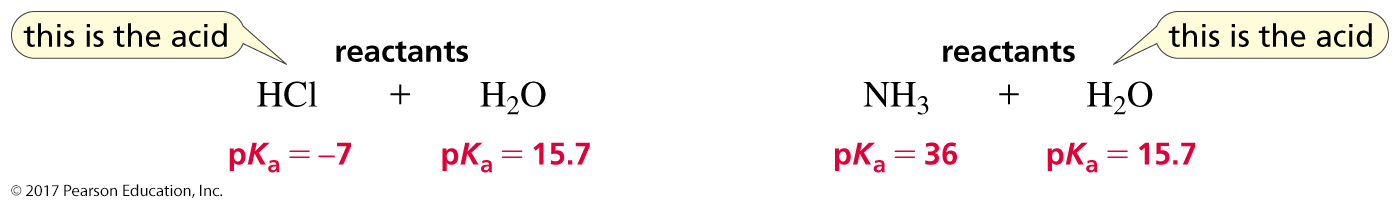 this is the acid
reactants
reactants
this is the acid
HCl + H₂O
NH₃ + H₂O
pKₐ = –7 pKₐ = 15.7
pKₐ = 36 pKₐ = 15.7
© 2017 Pearson Education, Inc.